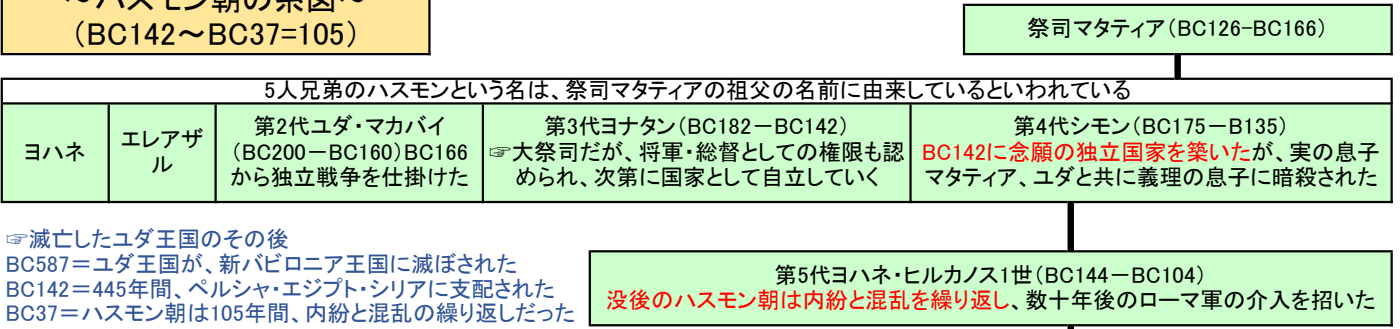 ～ハスモン朝の系図～
（BC142～BC37=105）
祭司マタティア（BC126-BC166）
5人兄弟のハスモンという名は、祭司マタティアの祖父の名前に由来しているといわれている
ヨハネ
エレアザ
ル
第2代ユダ・マカバイ
（BC200－BC160）BC166
から独立戦争を仕掛けた
第3代ヨナタン（BC182－BC142）
☞大祭司だが、将軍・総督としての権限も認
められ、次第に国家として自立していく
第4代シモン（BC175－B135）
BC142に念願の独立国家を築いたが、実の息子
マタティア、ユダと共に義理の息子に暗殺された
☞滅亡したユダ王国のその後
BC587＝ユダ王国が、新バビロニア王国に滅ぼされた
BC142＝445年間、ペルシャ・エジプト・シリアに支配された
BC37＝ハスモン朝は105年間、内紛と混乱の繰り返しだった
第5代ヨハネ・ヒルカノス1世（BC144－BC104）
没後のハスモン朝は内紛と混乱を繰り返し、数十年後のローマ軍の介入を招いた